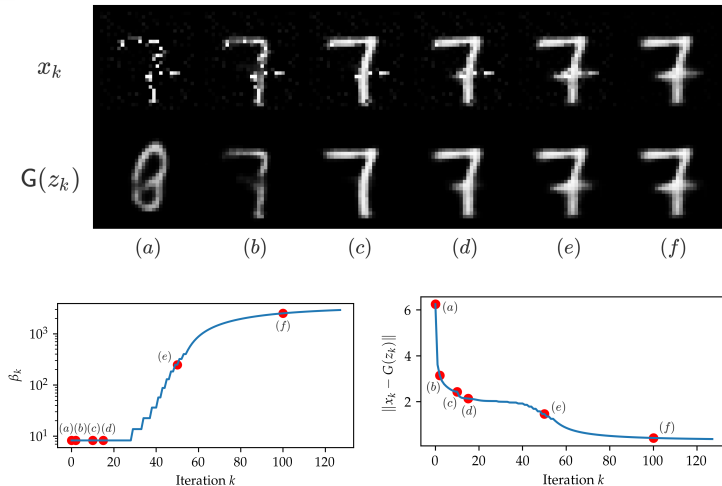 x_k
G(z_k)
(a) (b) (c) (d) (e) (f)
10^3
10^2
10^1
β_k
(a)(b)(c)(d)
(e)
(f)
0 20 40 60 80 100 120
Iteration k
6
4
2
||x_k − G(z_k)||
(a)
(b)
(c)
(d)
(e)
(f)
0 20 40 60 80 100 120
Iteration k